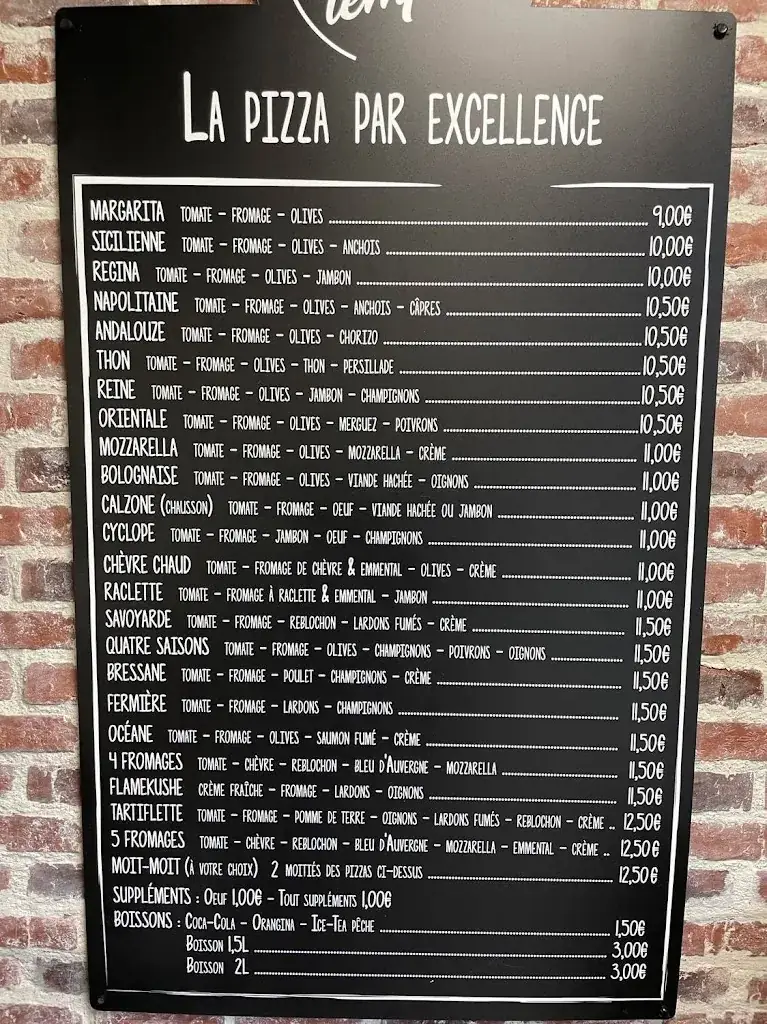 LA PIZZA PAR EXCELLENCE
MARGARITA TOMATE - FROMAGE - OLIVES 9,00€
SICILIENNE TOMATE - FROMAGE - OLIVES - ANCHOIS 10,00€
REGINA TOMATE - FROMAGE - OLIVES - JAMBON 10,00€
NAPOLITAINE TOMATE - FROMAGE - OLIVES - ANCHOIS - CÂPRES 10,50€
ANDALOUZE TOMATE - FROMAGE - OLIVES - CHORIZO 10,50€
THON TOMATE - FROMAGE - OLIVES - THON - PERSILLADE 10,50€
REINE TOMATE - FROMAGE - OLIVES - JAMBON - CHAMPIGNONS 10,50€
ORIENTALE TOMATE - FROMAGE - OLIVES - MERGUEZ - POIVRONS 10,50€
MOZZARELLA TOMATE - FROMAGE - OLIVES - MOZZARELLA - CRÈME 11,00€
BOLOGNAISE TOMATE - FROMAGE - OLIVES - VIANDE HACHÉE - OIGNONS 11,00€
CALZONE (CHAUSSON) TOMATE - FROMAGE - OEUF - VIANDE HACHÉE OU JAMBON 11,00€
CYCLOPE TOMATE - FROMAGE - JAMBON - OEUF - CHAMPIGNONS 11,00€
CHÈVRE CHAUD TOMATE - FROMAGE DE CHÈVRE & EMMENTAL - OLIVES - CRÈME 11,00€
RACLETTE TOMATE - FROMAGE À RACLETTE & EMMENTAL - JAMBON 11,00€
SAVOYARDE TOMATE - FROMAGE - REBLOCHON - LARDONS FUMÉS - CRÈME 11,50€
QUATRE SAISONS TOMATE - FROMAGE - OLIVES - CHAMPIGNONS - POIVRONS - OIGNONS 11,50€
BRESSANE TOMATE - FROMAGE - POULET - CHAMPIGNONS - CRÈME 11,50€
FERMIÈRE TOMATE - FROMAGE - LARDONS - CHAMPIGNONS 11,50€
OCÉANE TOMATE - FROMAGE - OLIVES - SAUMON FUMÉ - CRÈME 11,50€
4 FROMAGES TOMATE - CHÈVRE - REBLOCHON - BLEU D'AUVERGNE - MOZZARELLA 11,50€
FLAMEKUSHE CRÈME FRAÎCHE - FROMAGE - LARDONS - OIGNONS 11,50€
TARTIFLETTE TOMATE - FROMAGE - POMME DE TERRE - OIGNONS - LARDONS FUMÉS - REBLOCHON - CRÈME .. 12,50€
5 FROMAGES TOMATE - CHÈVRE - REBLOCHON - BLEU D'AUVERGNE - MOZZARELLA - EMMENTAL - CRÈME .. 12,50€
MOIT-MOIT (À VOTRE CHOIX) 2 MOITIÉS DES PIZZAS CI-DESSUS 12,50€
SUPPLÉMENTS : OEUF 1,00€ - TOUT SUPPLÉMENTS 1,00€
BOISSONS : COCA-COLA - ORANGINA - ICE-TEA PÊCHE 1,50€
BOISSON 1,5L 3,00€
BOISSON 2L 3,00€